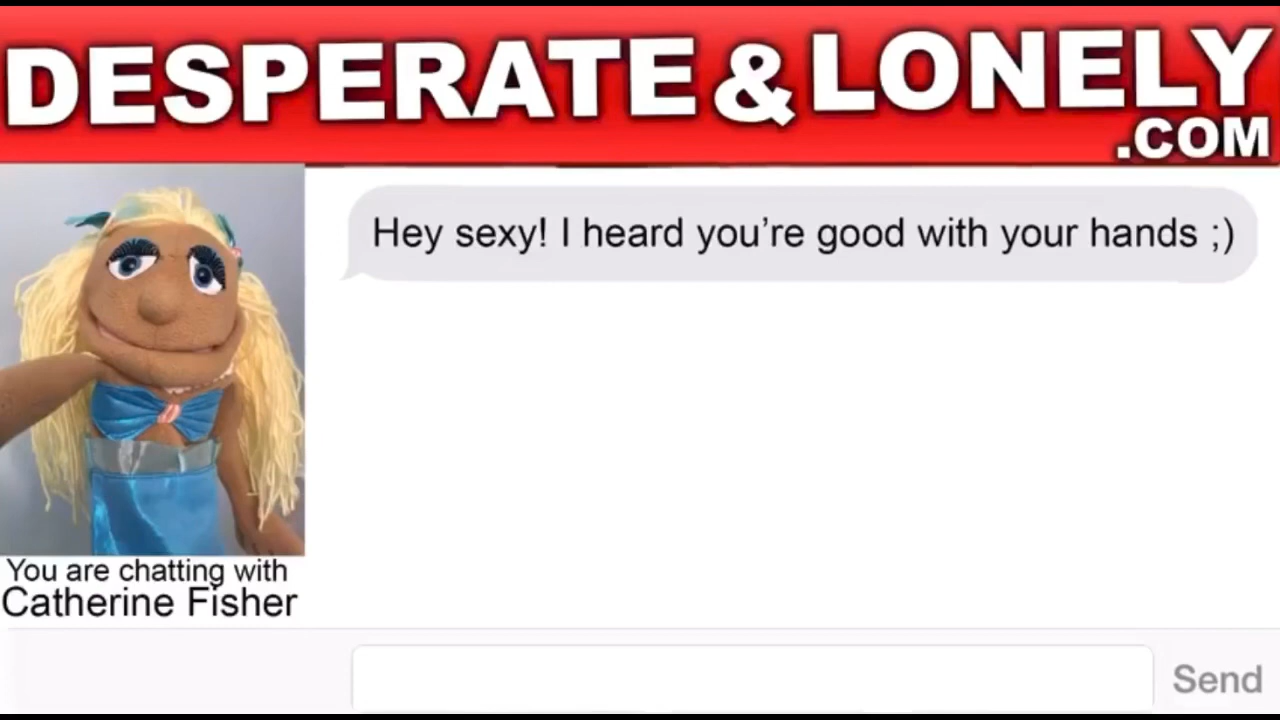 DESPERATE & LONELY
.COM
Hey sexy! I heard you're good with your hands ;)
You are chatting with
Catherine Fisher
Send